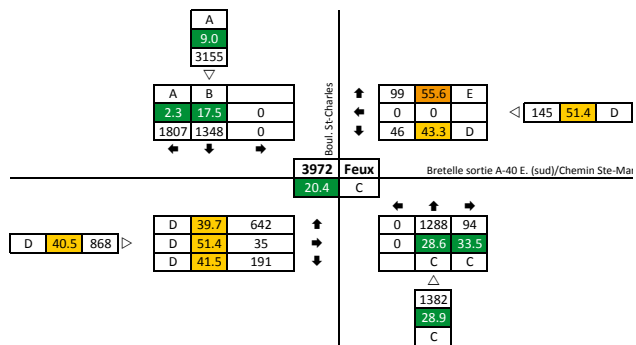 A
9.0
3155
A B
2.3 17.5 0
1807 1348 0
Boul. St-Charles
99 55.6 E
0 0
46 43.3 D
145 51.4 D
3972 Feux
20.4 C
Bretelle sortie A-40 E. (sud)/Chemin Ste-Mar
D 40.5 868
D 39.7 642
D 51.4 35
D 41.5 191
0 1288 94
0 28.6 33.5
C C
1382
28.9
C